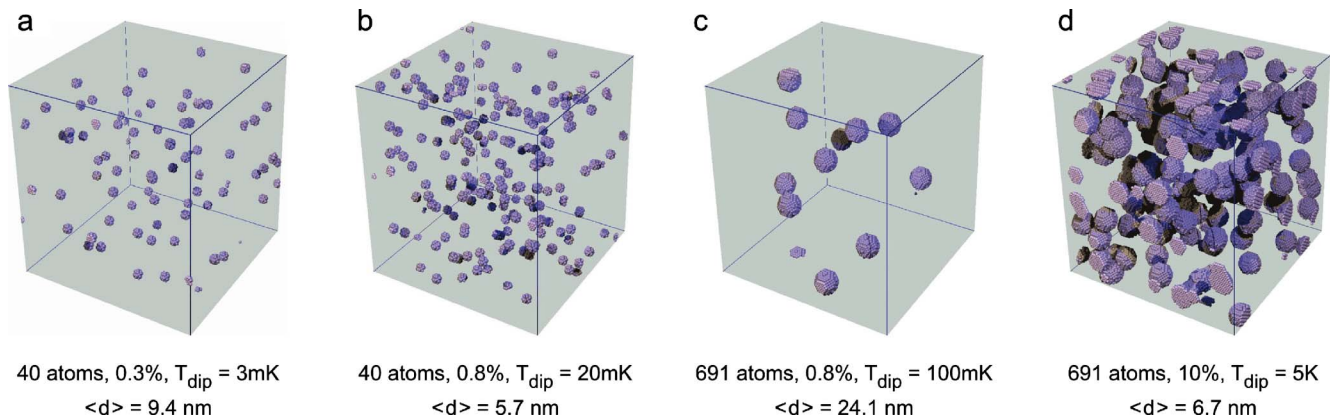 a
b
c
d
40 atoms, 0.3%, T_dip = 3mK
<d> = 9.4 nm
40 atoms, 0.8%, T_dip = 20mK
<d> = 5.7 nm
691 atoms, 0.8%, T_dip = 100mK
<d> = 24.1 nm
691 atoms, 10%, T_dip = 5K
<d> = 6.7 nm